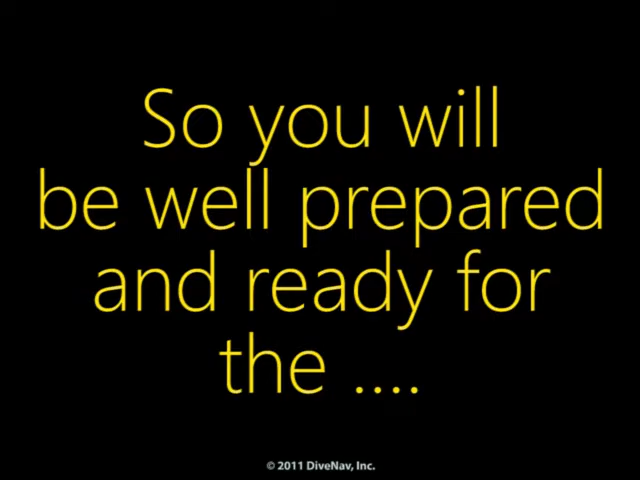 So you will
be well prepared
and ready for
the ....
© 2011 DiveNav, Inc.